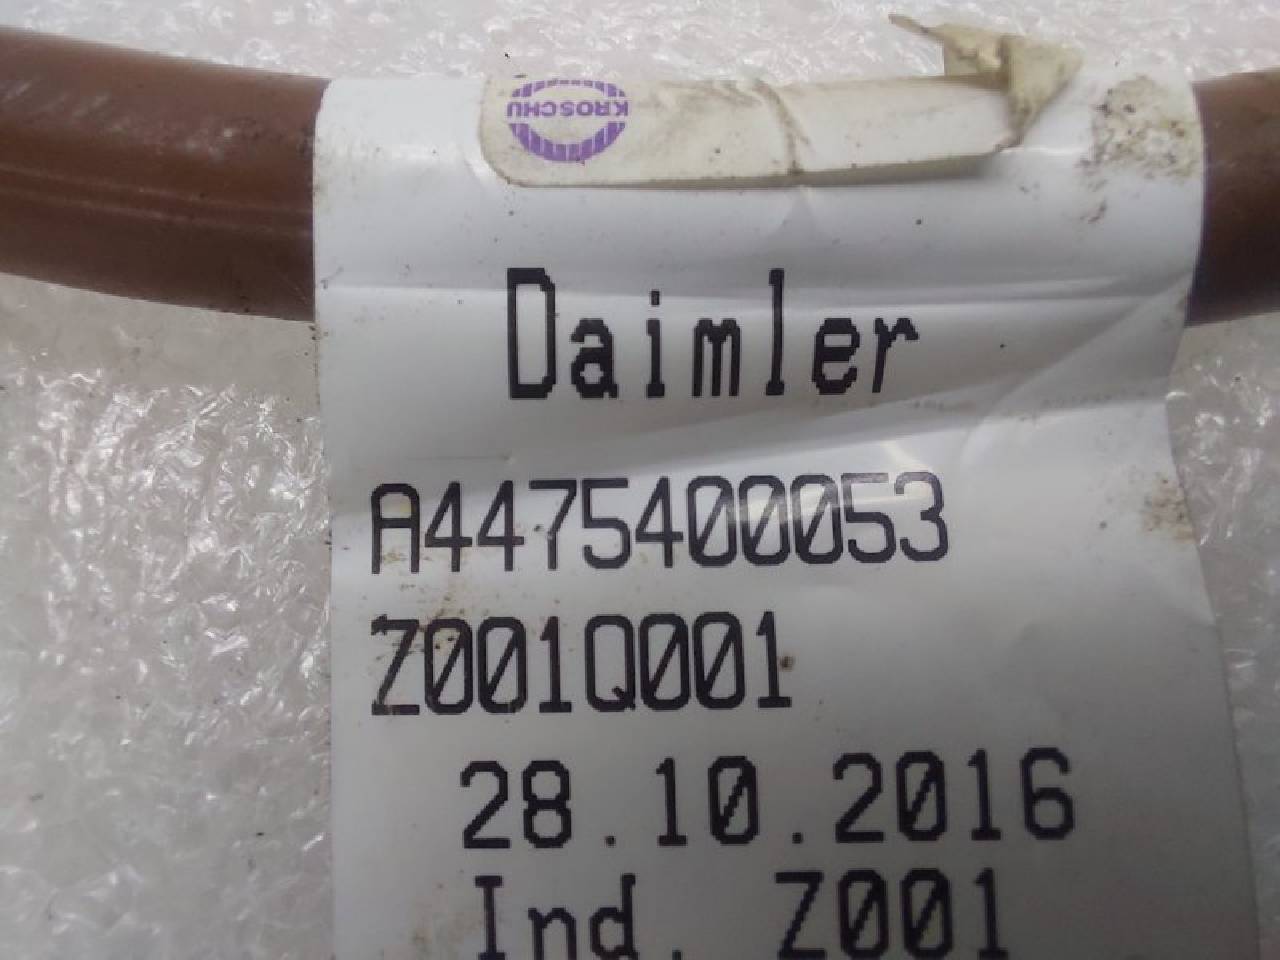 KROSCHU
Daimler
A4475400053
Z001Q001
28.10.2016
Ind. Z001